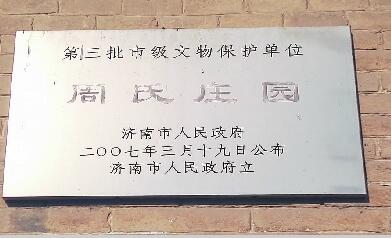 第三批市级文物保护单位
周氏庄园
济南市人民政府
二〇〇七年三月十九日公布
济南市人民政府立